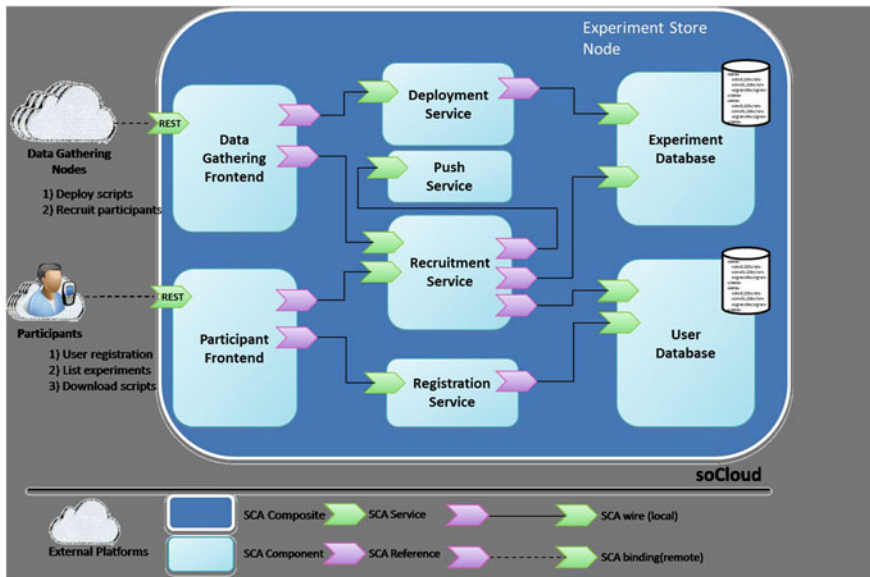 Experiment Store
Node
Data Gathering
Nodes
1) Deploy scripts
2) Recruit participants
REST
Data
Gathering
Frontend
Deployment
Service
Push
Service
Experiment
Database
Recruitment
Service
Participants
1) User registration
2) List experiments
3) Download scripts
REST
Participant
Frontend
Registration
Service
User
Database
soCloud
External Platforms
SCA Composite
SCA Service
SCA wire (local)
SCA Component
SCA Reference
SCA binding(remote)